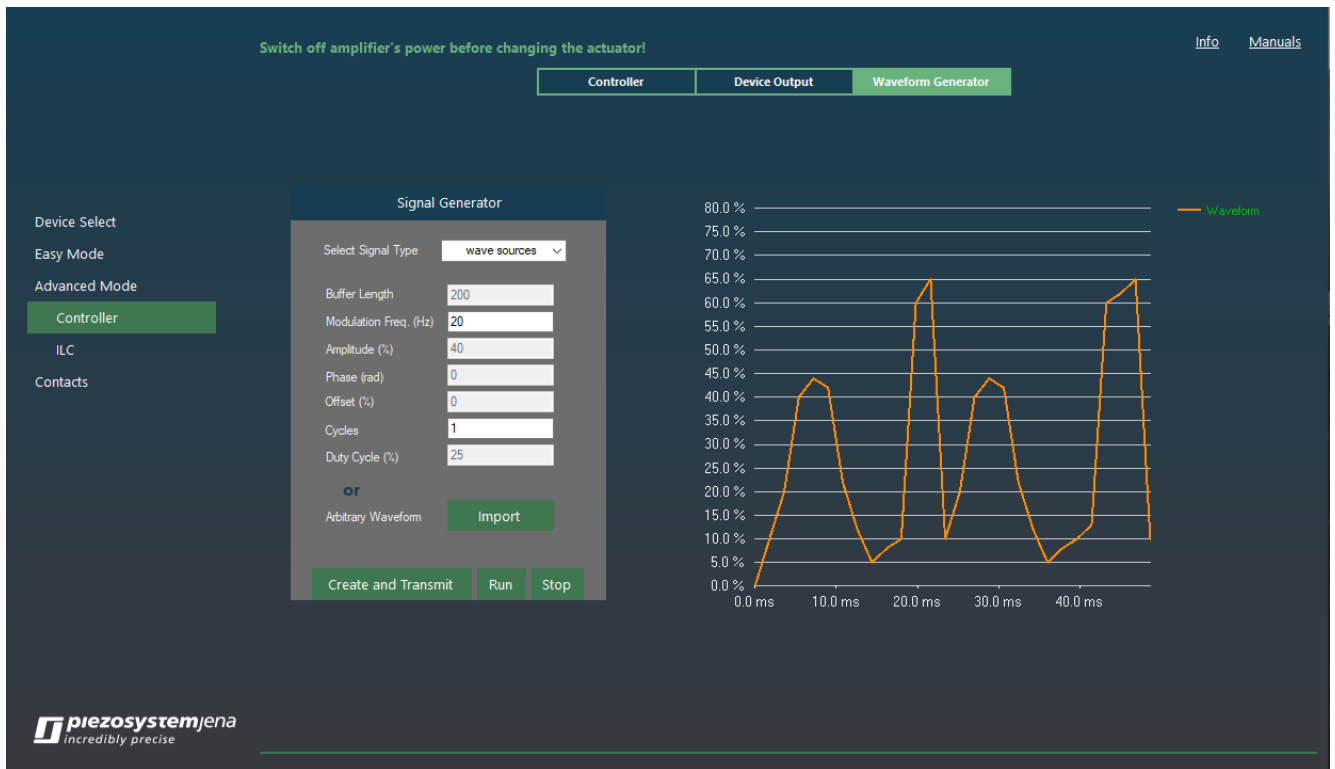 Switch off amplifier's power before changing the actuator!
Info Manuals
Controller Device Output Waveform Generator
Device Select
Easy Mode
Advanced Mode
Controller
ILC
Contacts
Signal Generator
Select Signal Type wave sources
Buffer Length 200
Modulation Freq. (Hz) 20
Amplitude (%) 40
Phase (rad) 0
Offset (%) 0
Cycles 1
Duty Cycle (%) 25
or
Arbitrary Waveform Import
Create and Transmit Run Stop
80.0 %
75.0 %
70.0 %
65.0 %
60.0 %
55.0 %
50.0 %
45.0 %
40.0 %
35.0 %
30.0 %
25.0 %
20.0 %
15.0 %
10.0 %
5.0 %
0.0 %
0.0 ms 10.0 ms 20.0 ms 30.0 ms 40.0 ms
Waveform
piezosystemjena
incredibly precise